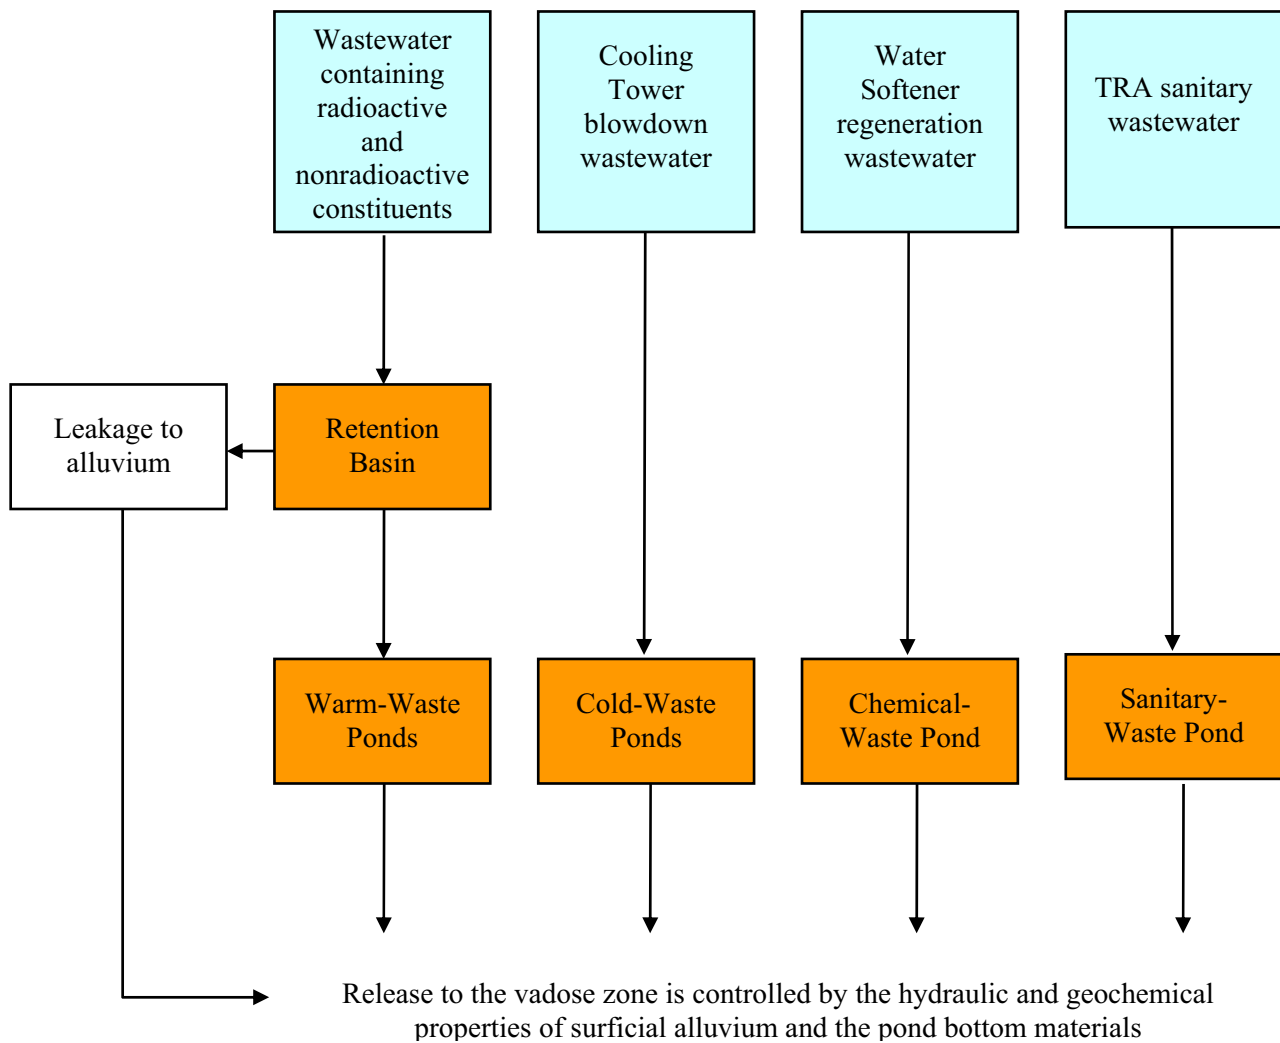 Wastewater
containing
radioactive
and
nonradioactive
constituents
Cooling
Tower
blowdown
wastewater
Water
Softener
regeneration
wastewater
TRA sanitary
wastewater
Leakage to
alluvium
Retention
Basin
Warm-Waste
Ponds
Cold-Waste
Ponds
Chemical-
Waste Pond
Sanitary-
Waste Pond
Release to the vadose zone is controlled by the hydraulic and geochemical
properties of surficial alluvium and the pond bottom materials